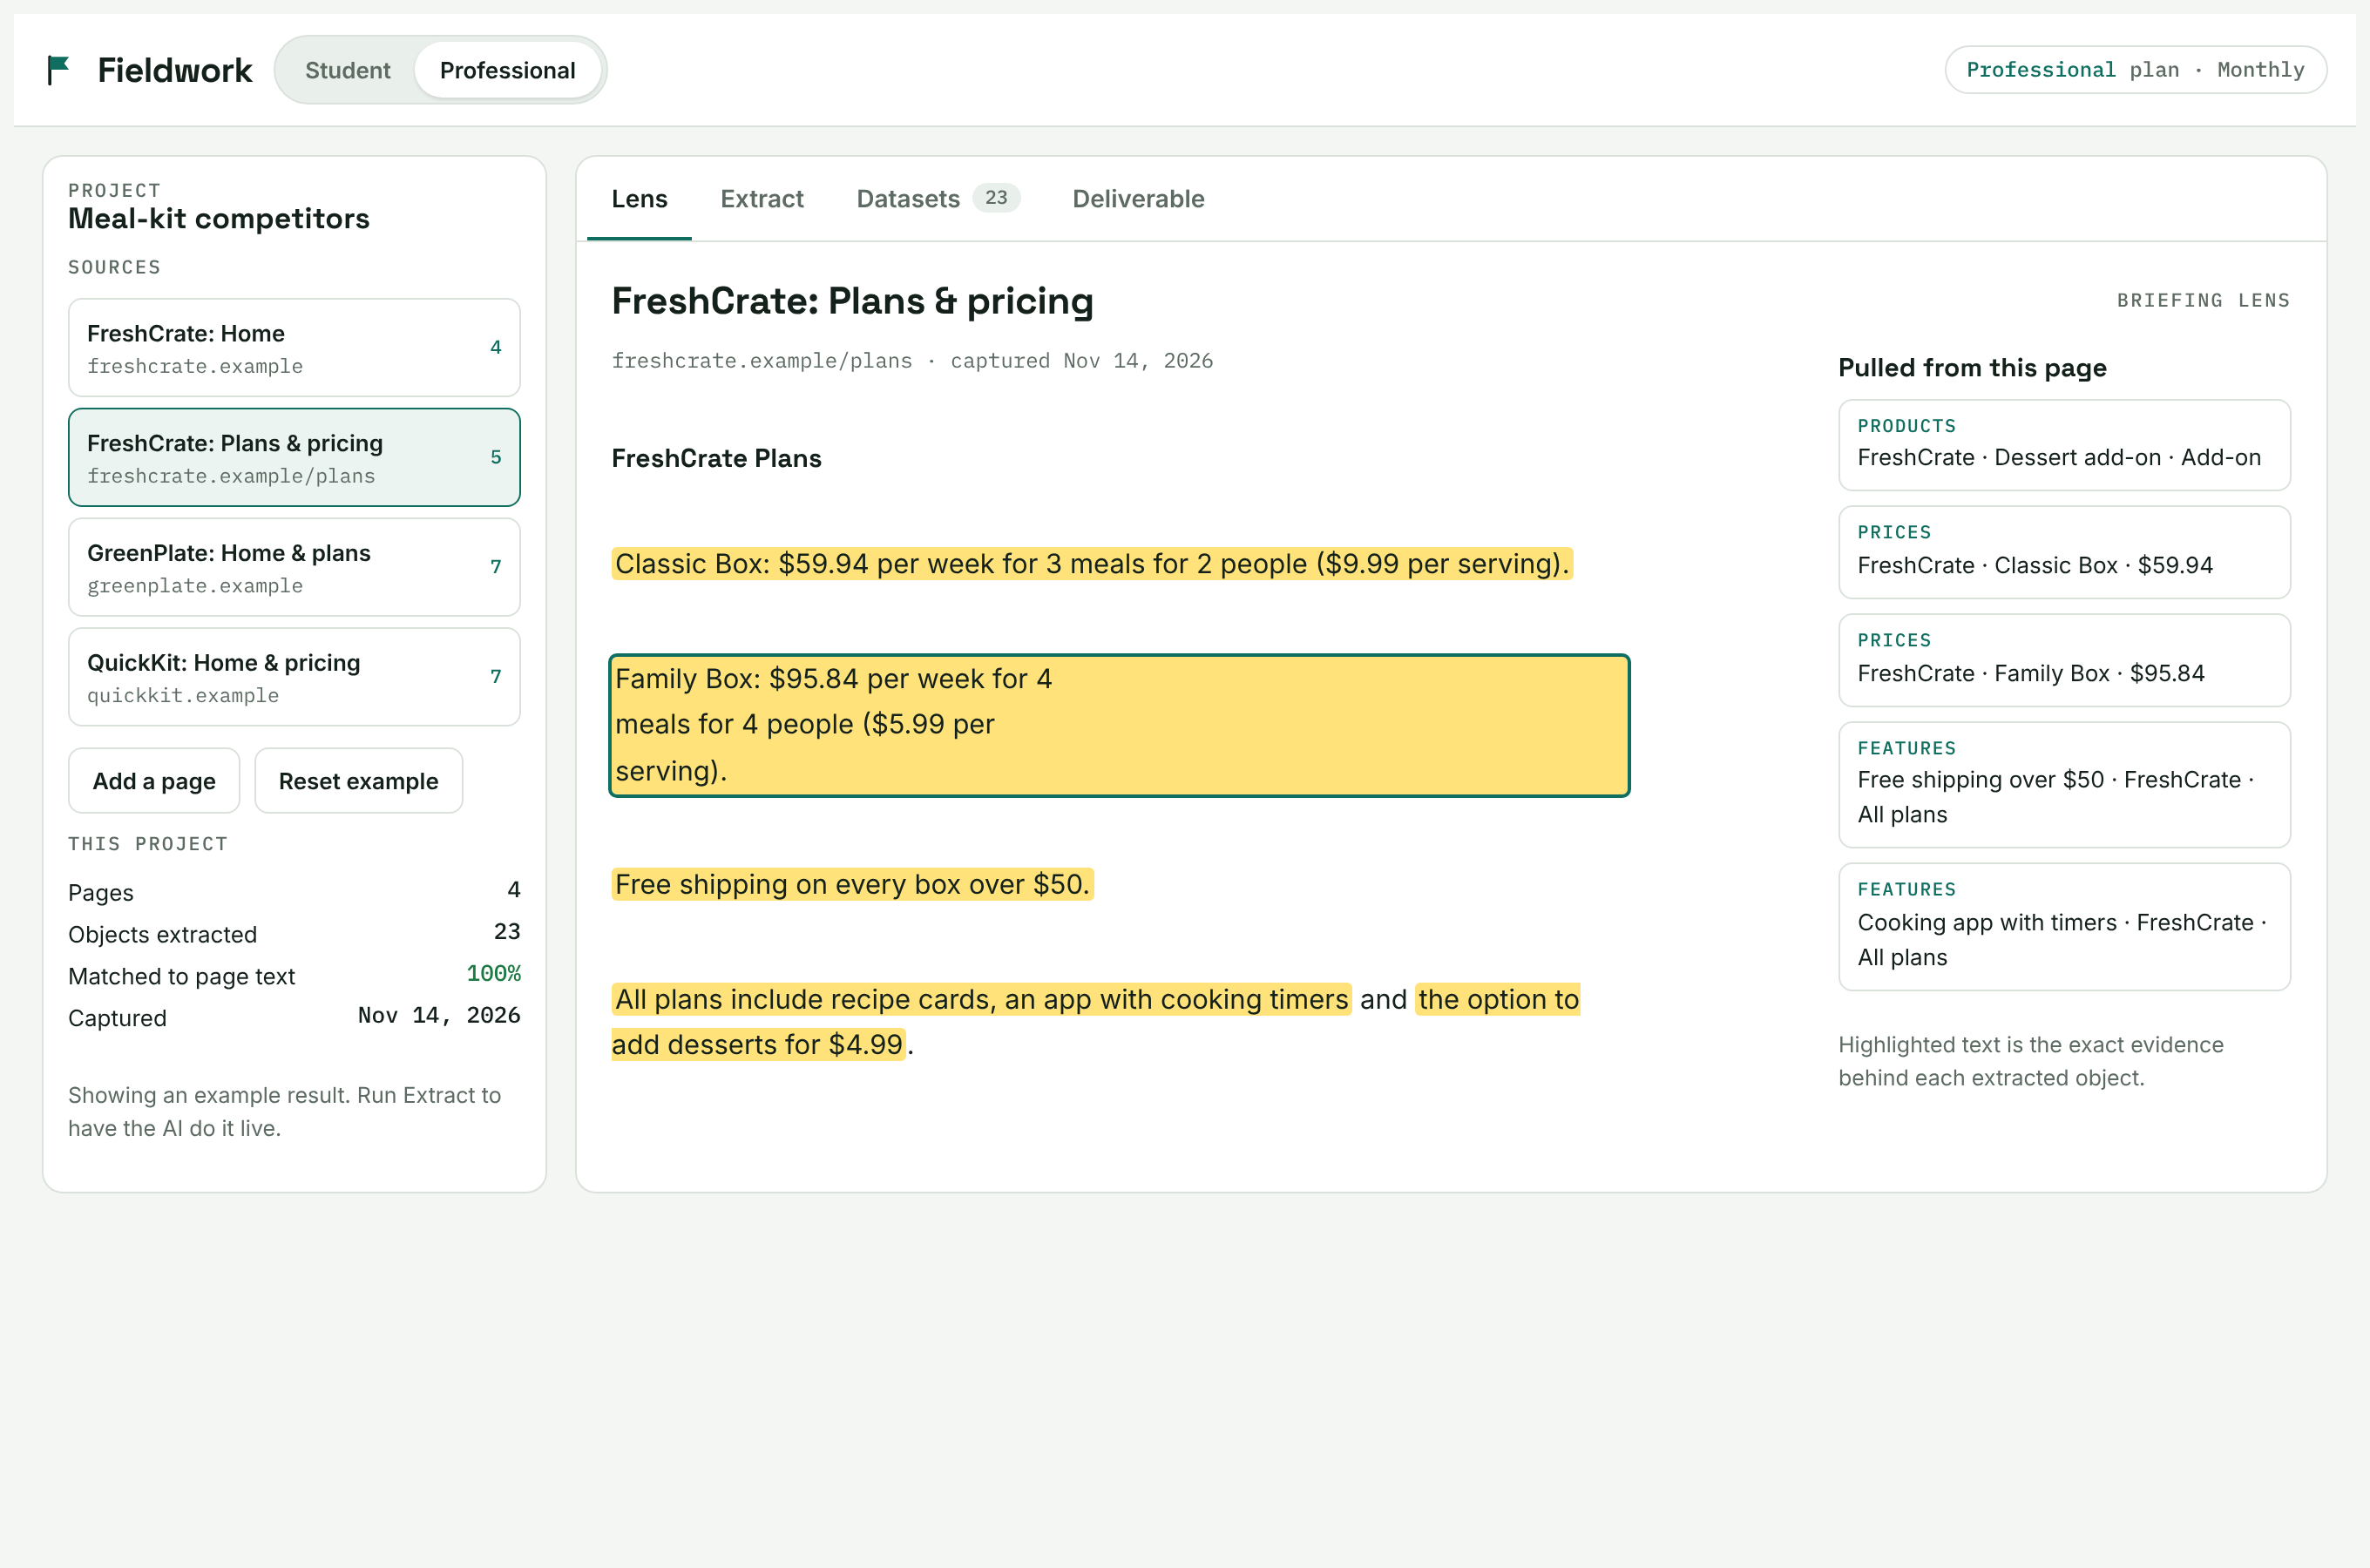 Fieldwork
Student
Professional
Professional plan · Monthly
PROJECT
Meal-kit competitors
SOURCES
FreshCrate: Home
freshcrate.example
4
FreshCrate: Plans & pricing
freshcrate.example/plans
5
GreenPlate: Home & plans
greenplate.example
7
QuickKit: Home & pricing
quickkit.example
7
Add a page
Reset example
THIS PROJECT
Pages 4
Objects extracted 23
Matched to page text 100%
Captured Nov 14, 2026
Showing an example result. Run Extract to
have the AI do it live.
Lens
Extract
Datasets 23
Deliverable
FreshCrate: Plans & pricing
freshcrate.example/plans · captured Nov 14, 2026
FreshCrate Plans
Classic Box: $59.94 per week for 3 meals for 2 people ($9.99 per serving).
Family Box: $95.84 per week for 4
meals for 4 people ($5.99 per
serving).
Free shipping on every box over $50.
All plans include recipe cards, an app with cooking timers and the option to
add desserts for $4.99.
BRIEFING LENS
Pulled from this page
PRODUCTS
FreshCrate · Dessert add-on · Add-on
PRICES
FreshCrate · Classic Box · $59.94
PRICES
FreshCrate · Family Box · $95.84
FEATURES
Free shipping over $50 · FreshCrate ·
All plans
FEATURES
Cooking app with timers · FreshCrate ·
All plans
Highlighted text is the exact evidence
behind each extracted object.